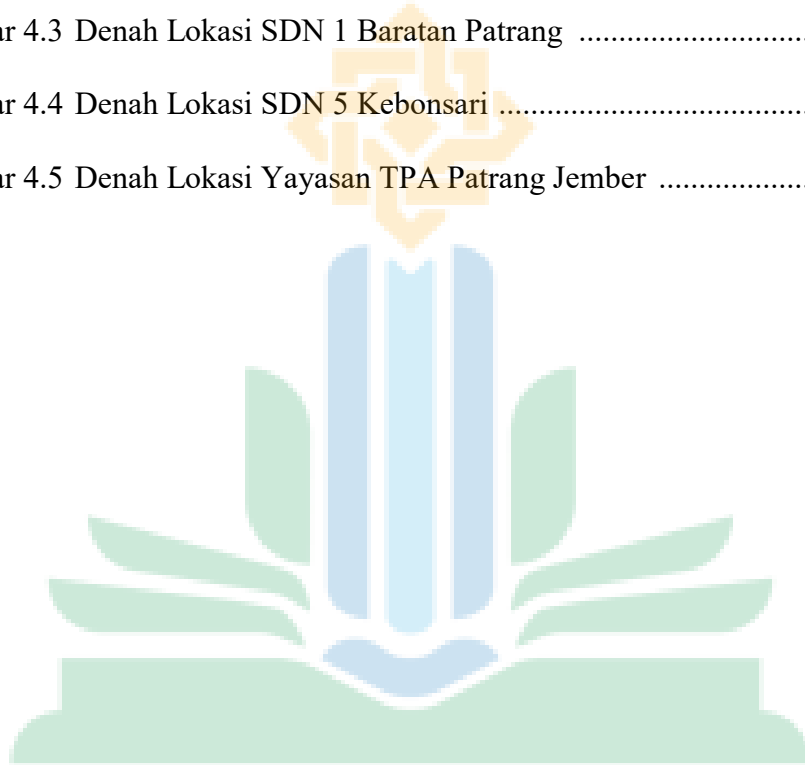 ar 4.3 Denah Lokasi SDN 1 Baratan Patrang ............................
ar 4.4 Denah Lokasi SDN 5 Kebonsari .......................................
ar 4.5 Denah Lokasi Yayasan TPA Patrang Jember ...................